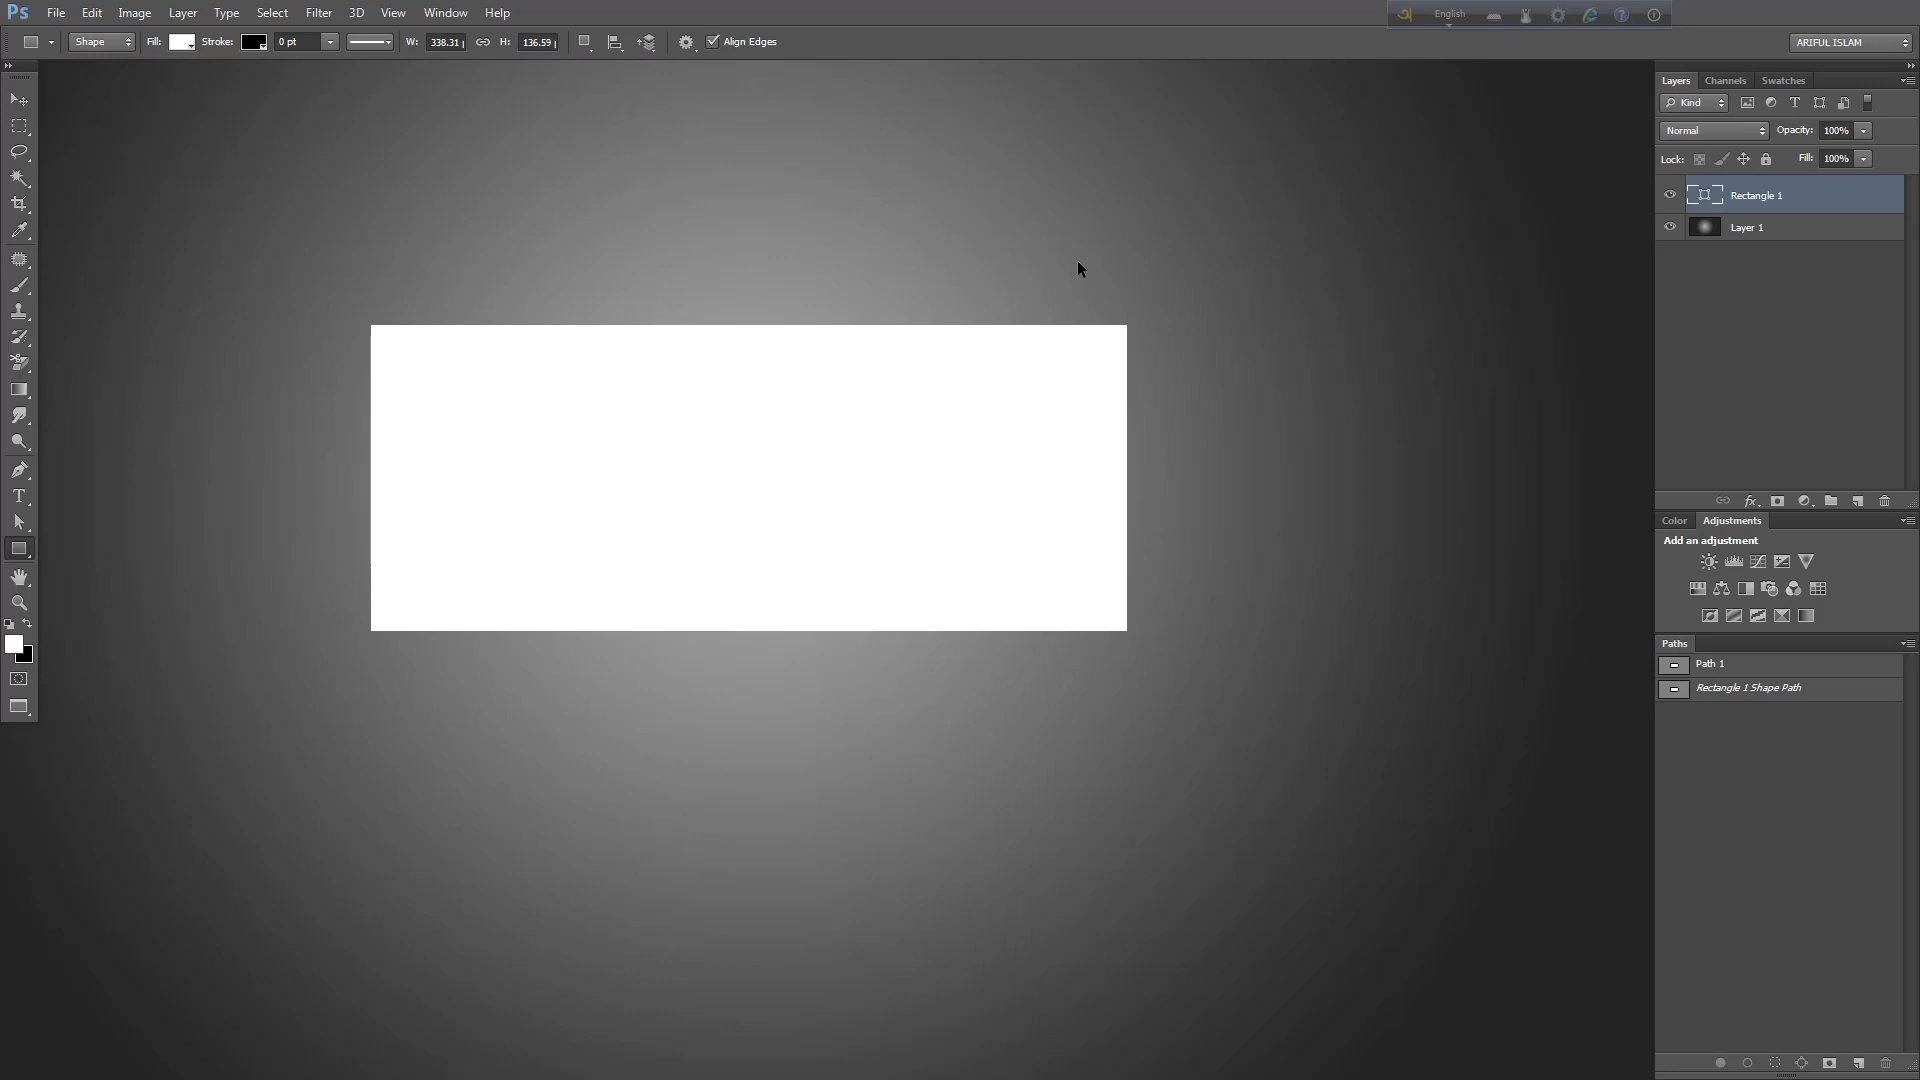 Ps File Edit Image Layer Type Select Filter 3D View Window Help
English
Shape Fill: Stroke: 0 pt W: 338.31 p H: 136.59 p Align Edges
ARIFUL ISLAM
Layers Channels Swatches
Kind
Normal Opacity: 100%
Lock: Fill: 100%
Rectangle 1
Layer 1
fx
Color Adjustments
Add an adjustment
Paths
Path 1
Rectangle 1 Shape Path